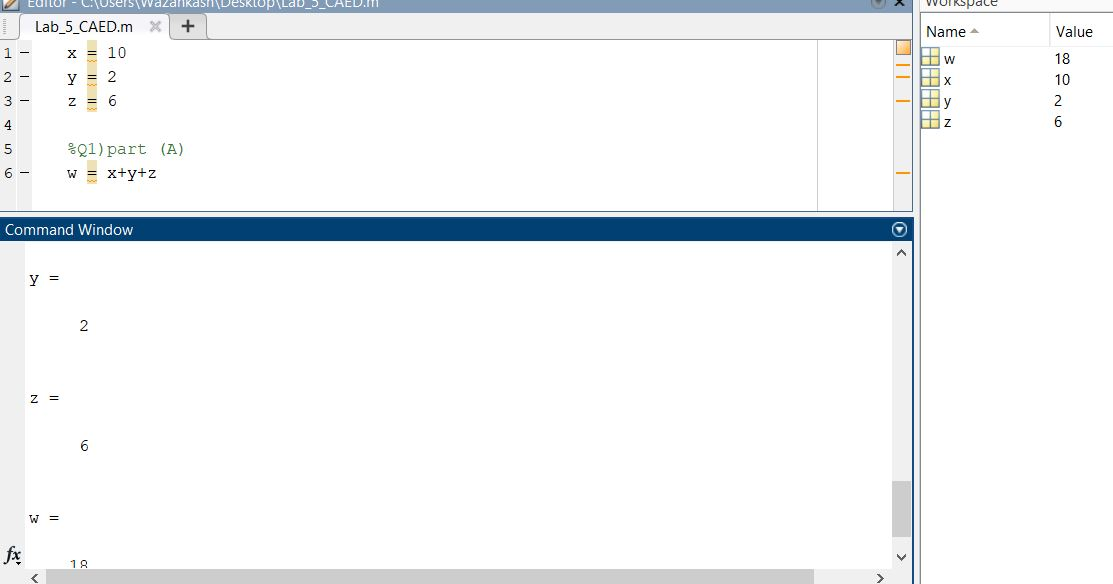 Editor - C:\Users\Wazankash\Desktop\Lab_5_CAED.m
Lab_5_CAED.m
1 x = 10
2 y = 2
3 z = 6
4
5 %Q1)part (A)
6 w = x+y+z
Command Window
y =
2
z =
6
w =
18
fx
Workspace
Name Value
w 18
x 10
y 2
z 6